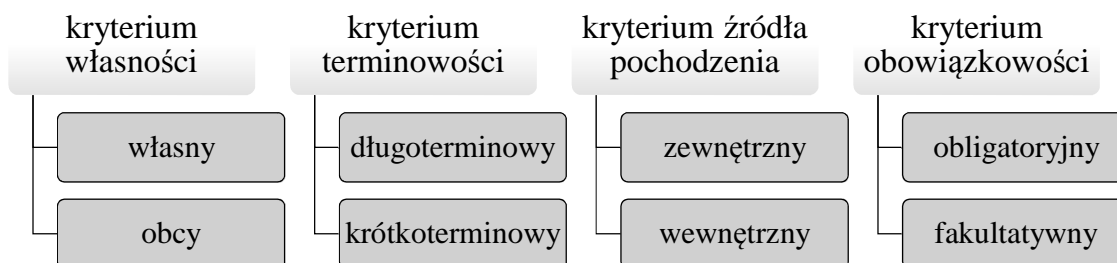 kryterium
własności
własny
obcy
kryterium
terminowości
długoterminowy
krótkoterminowy
kryterium źródła
pochodzenia
zewnętrzny
wewnętrzny
kryterium
obowiązkowości
obligatoryjny
fakultatywny